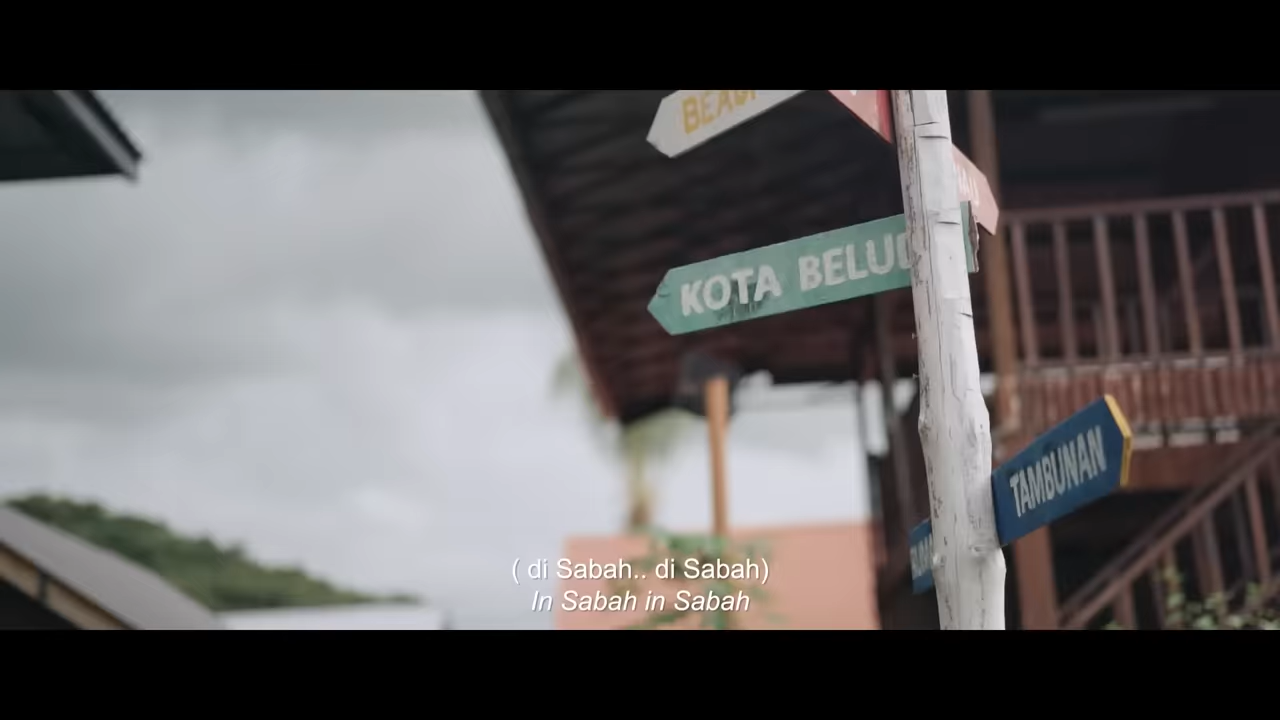 KOTA BELUD
TAMBUNAN
( di Sabah.. di Sabah)
In Sabah in Sabah